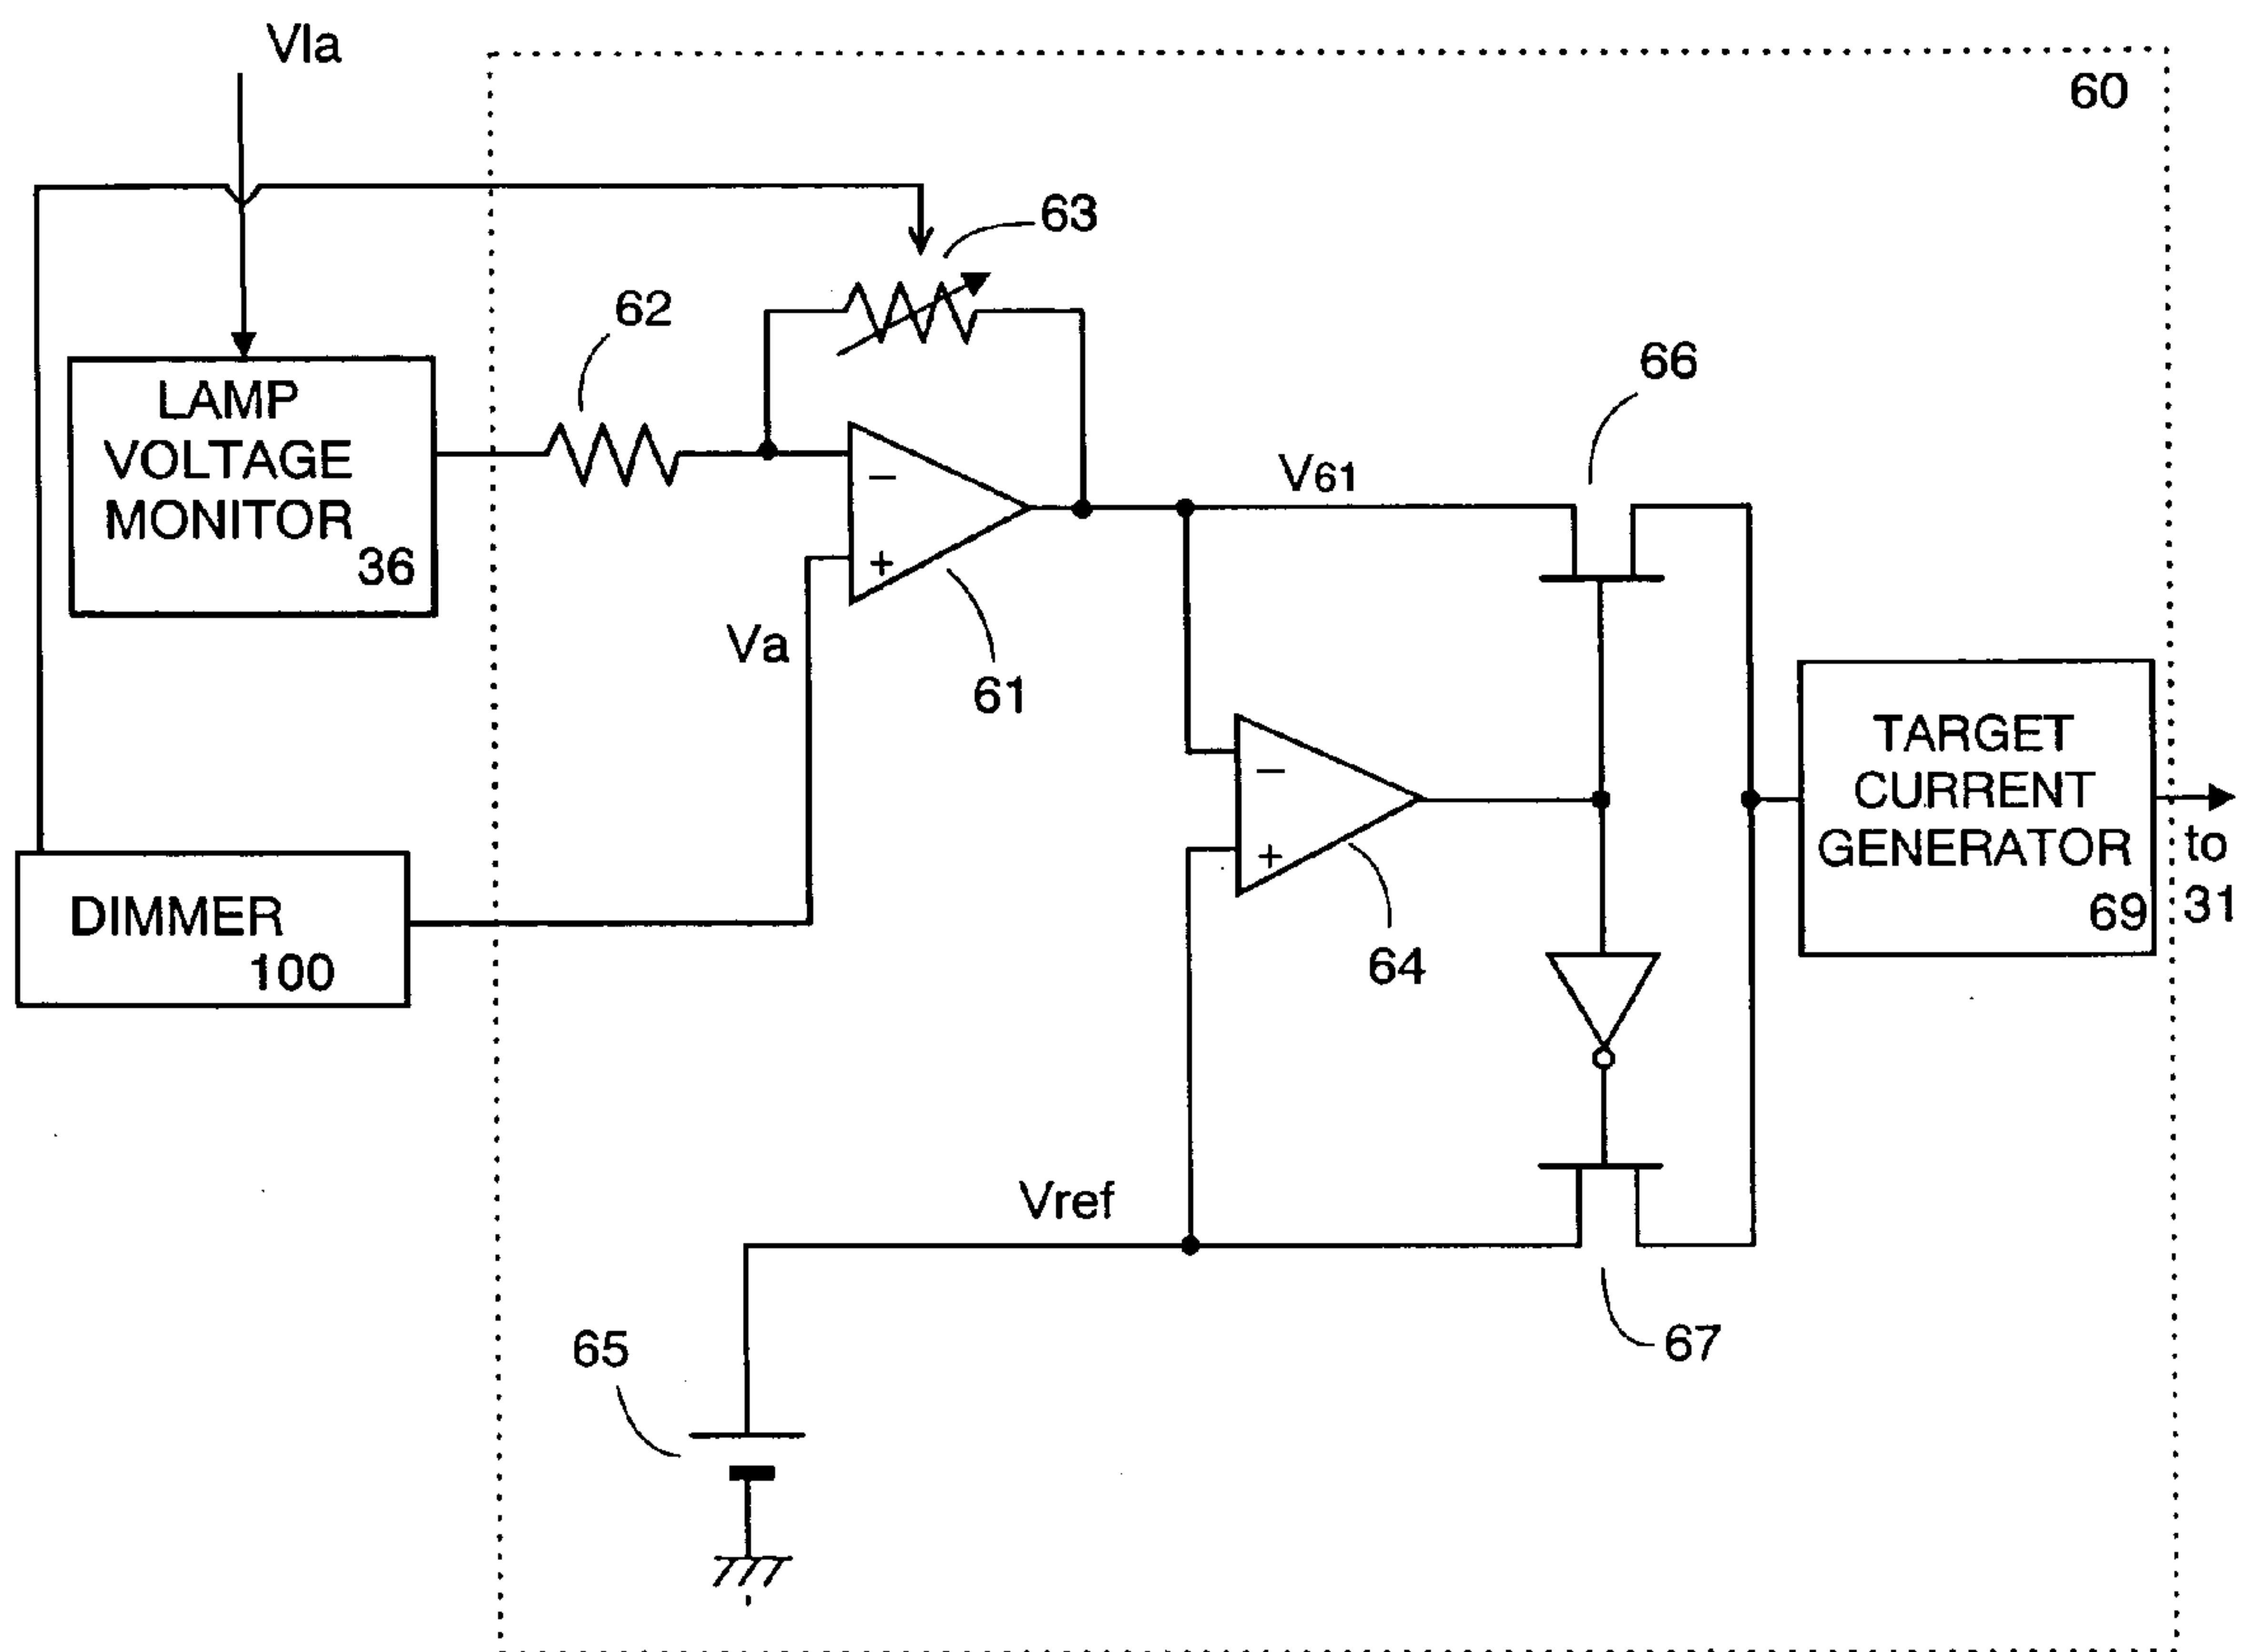 Vla
60
63
62
66
LAMP
VOLTAGE
MONITOR
36
V61
−
+
Va
61
TARGET
CURRENT
GENERATOR
69
to
31
−
+
64
DIMMER
100
Vref
65
67